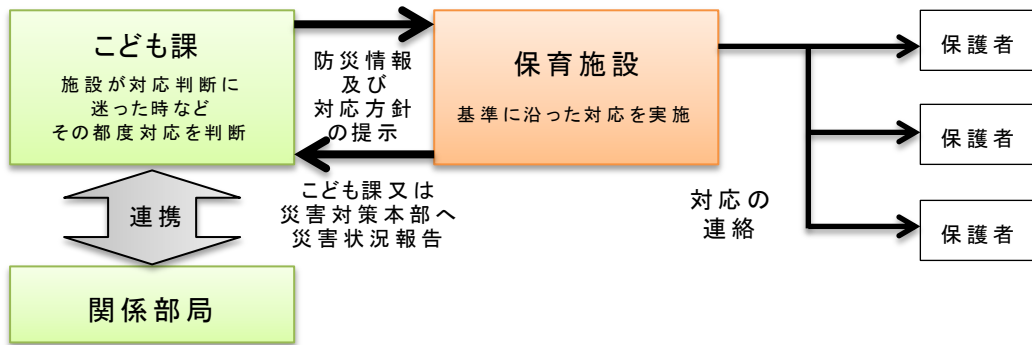 こども課
施設が対応判断に
迷った時など
その都度対応を判断
防災情報
及び
対応方針
の提示
保育施設
基準に沿った対応を実施
保護者
保護者
保護者
こども課又は
災害対策本部へ
災害状況報告
対応の
連絡
連携
関係部局